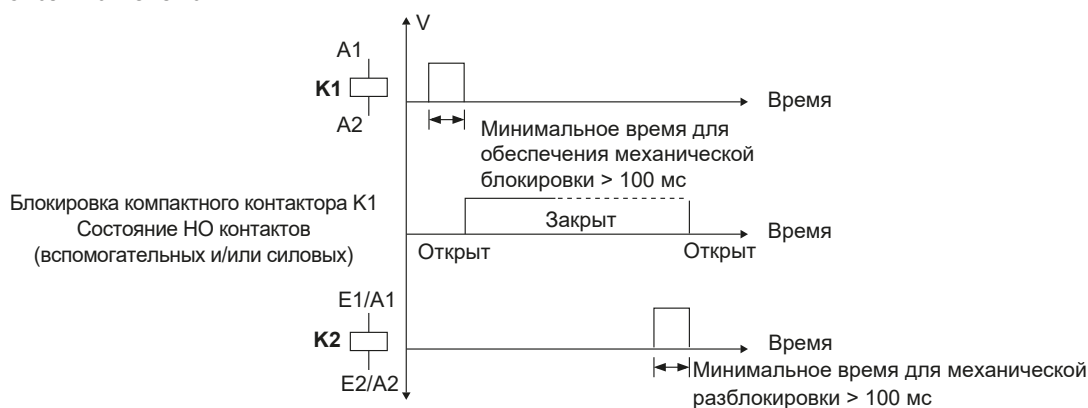 V
A1
K1
A2
Время
Минимальное время для
обеспечения механической
блокировки > 100 мс
Блокировка компактного контактора K1
Состояние НО контактов
(вспомогательных и/или силовых)
Закрыт
Время
Открыт
Открыт
E1/A1
K2
E2/A2
Время
Минимальное время для механической
разблокировки > 100 мс